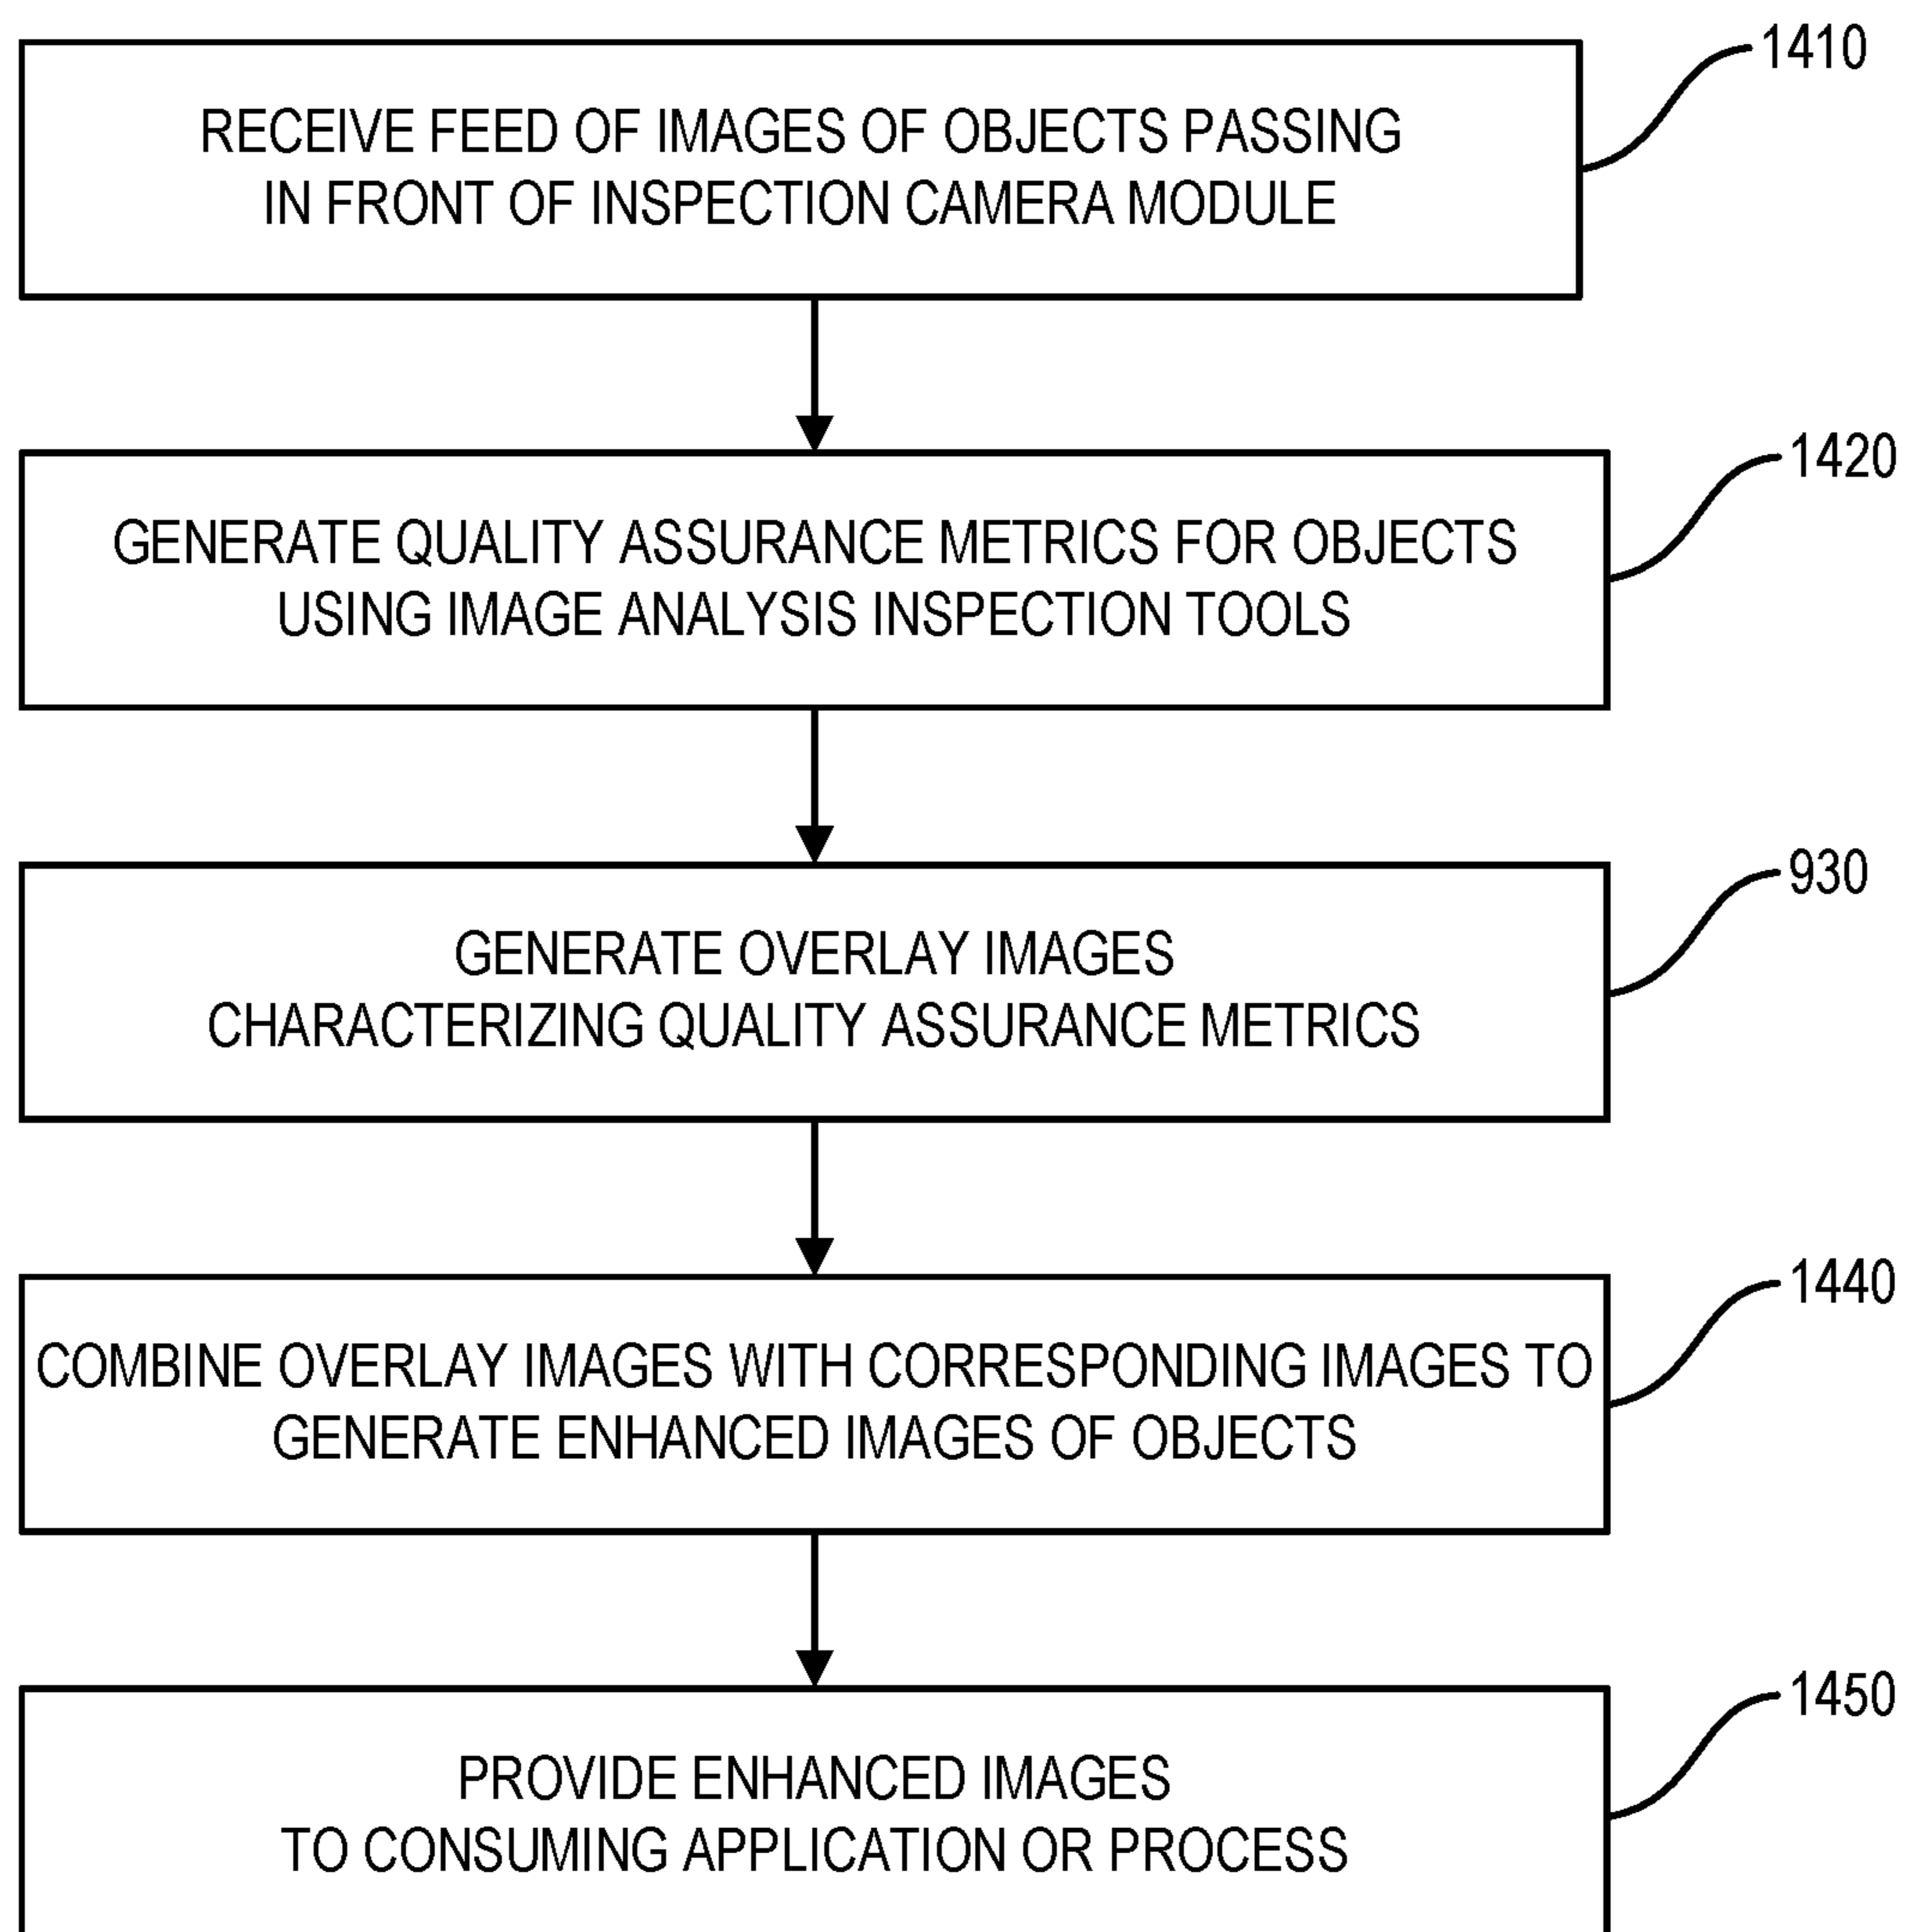 1410
RECEIVE FEED OF IMAGES OF OBJECTS PASSING
IN FRONT OF INSPECTION CAMERA MODULE
1420
GENERATE QUALITY ASSURANCE METRICS FOR OBJECTS
USING IMAGE ANALYSIS INSPECTION TOOLS
930
GENERATE OVERLAY IMAGES
CHARACTERIZING QUALITY ASSURANCE METRICS
1440
COMBINE OVERLAY IMAGES WITH CORRESPONDING IMAGES TO
GENERATE ENHANCED IMAGES OF OBJECTS
1450
PROVIDE ENHANCED IMAGES
TO CONSUMING APPLICATION OR PROCESS